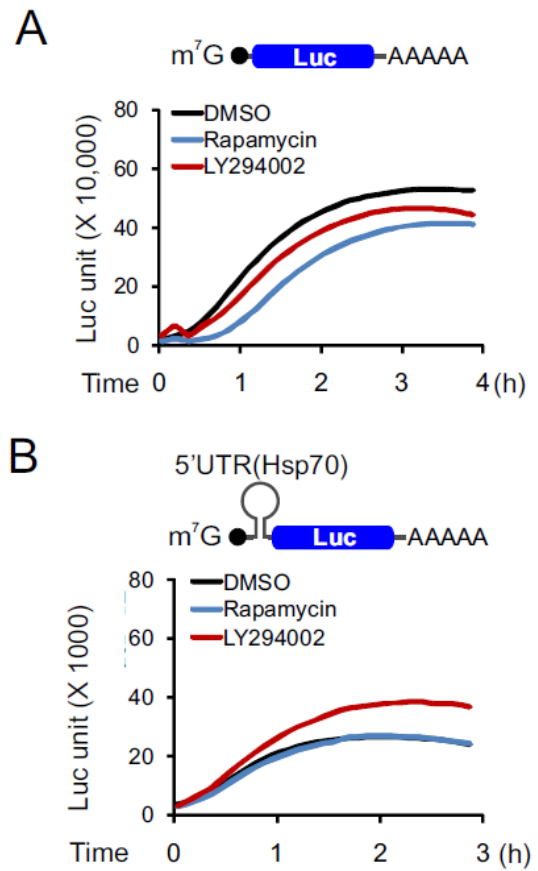 A
m⁷G Luc AAAAA
80
DMSO
Rapamycin
LY294002
60
40
20
0
Luc unit (X 10,000)
Time 0 1 2 3 4 (h)
B
5'UTR(Hsp70)
m⁷G Luc AAAAA
80
DMSO
Rapamycin
LY294002
60
40
20
0
Luc unit (X 1000)
Time 0 1 2 3 (h)